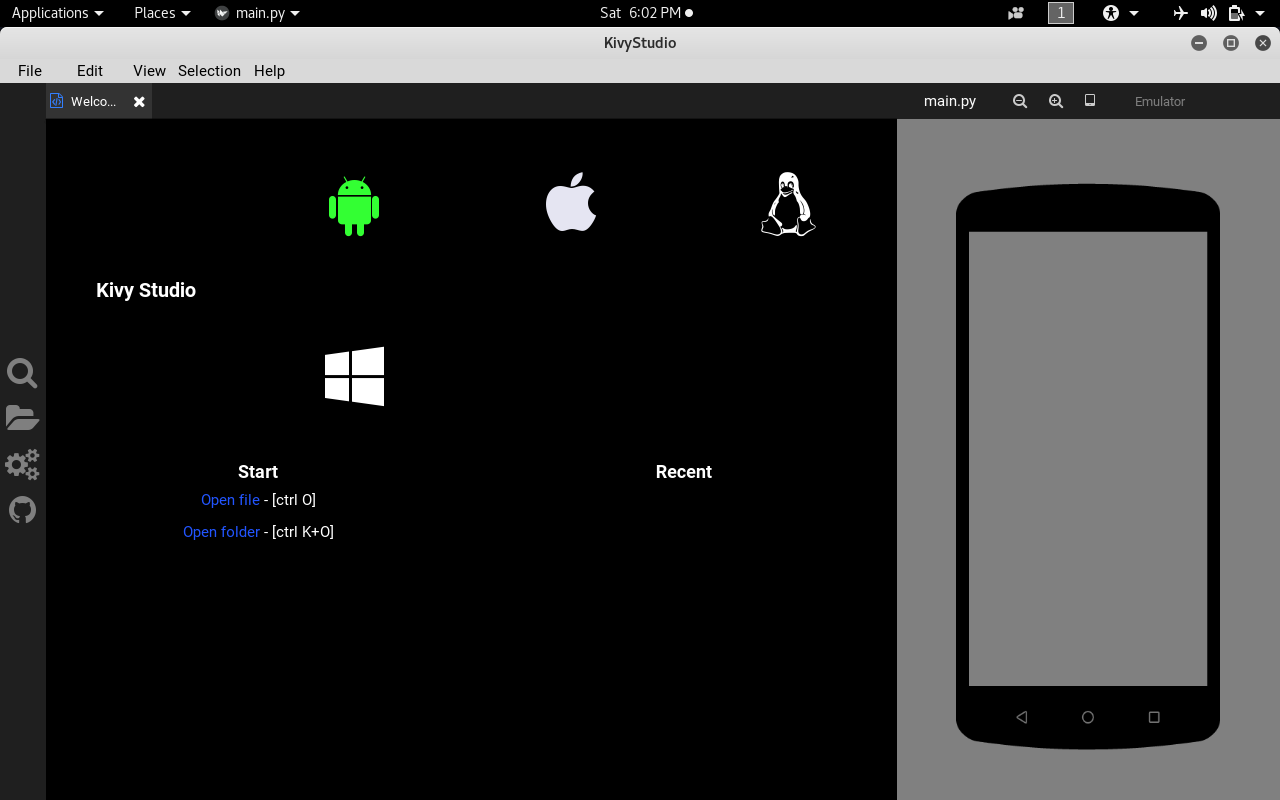 Applications Places main.py Sat 6:02 PM 1
KivyStudio
File Edit View Selection Help
Welco... main.py Emulator
Kivy Studio
Start Recent
Open file - [ctrl O]
Open folder - [ctrl K+O]